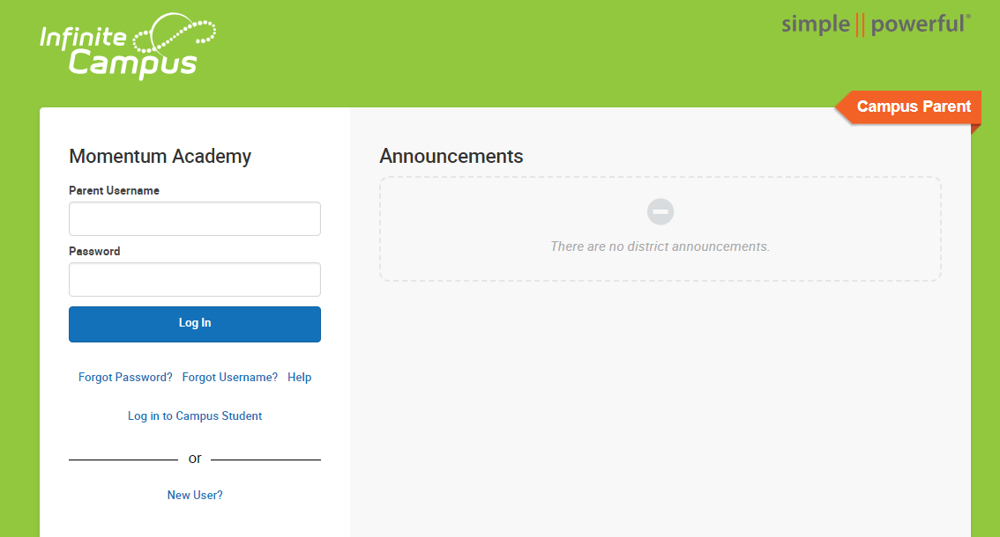 Infinite
Campus
simple || powerful®
Campus Parent
Momentum Academy
Parent Username
Password
Log In
Forgot Password? Forgot Username? Help
Log in to Campus Student
or
New User?
Announcements
There are no district announcements.